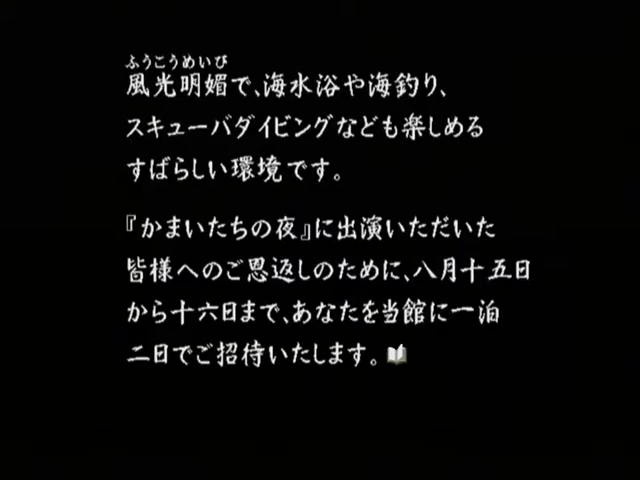 ふうこうめいび
風光明媚で、海水浴や海釣り、
スキューバダイビングなども楽しめる
すばらしい環境です。
『かまいたちの夜』に出演いただいた
皆様へのご恩返しのために、八月十五日
から十六日まで、あなたを当館に一泊
二日でご招待いたします。